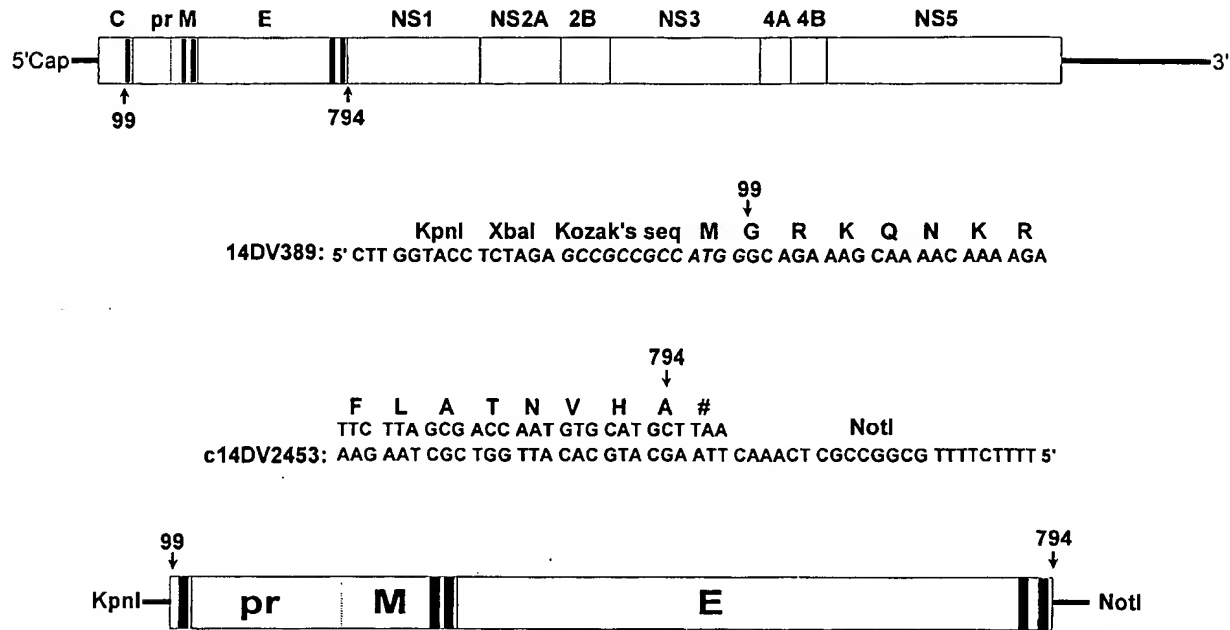 C pr M E NS1 NS2A 2B NS3 4A 4B NS5
5'Cap 3'
99 794
99
KpnI XbaI Kozak's seq M G R K Q N K R
14DV389: 5' CTT GGTACC TCTAGA GCCGCCGCC ATG GGC AGA AAG CAA AAC AAA AGA
794
F L A T N V H A #
TTC TTA GCG ACC AAT GTG CAT GCT TAA NotI
c14DV2453: AAG AAT CGC TGG TTA CAC GTA CGA ATT CAAACT CGCCGGCG TTTTCTTTT 5'
99 794
KpnI pr M E NotI